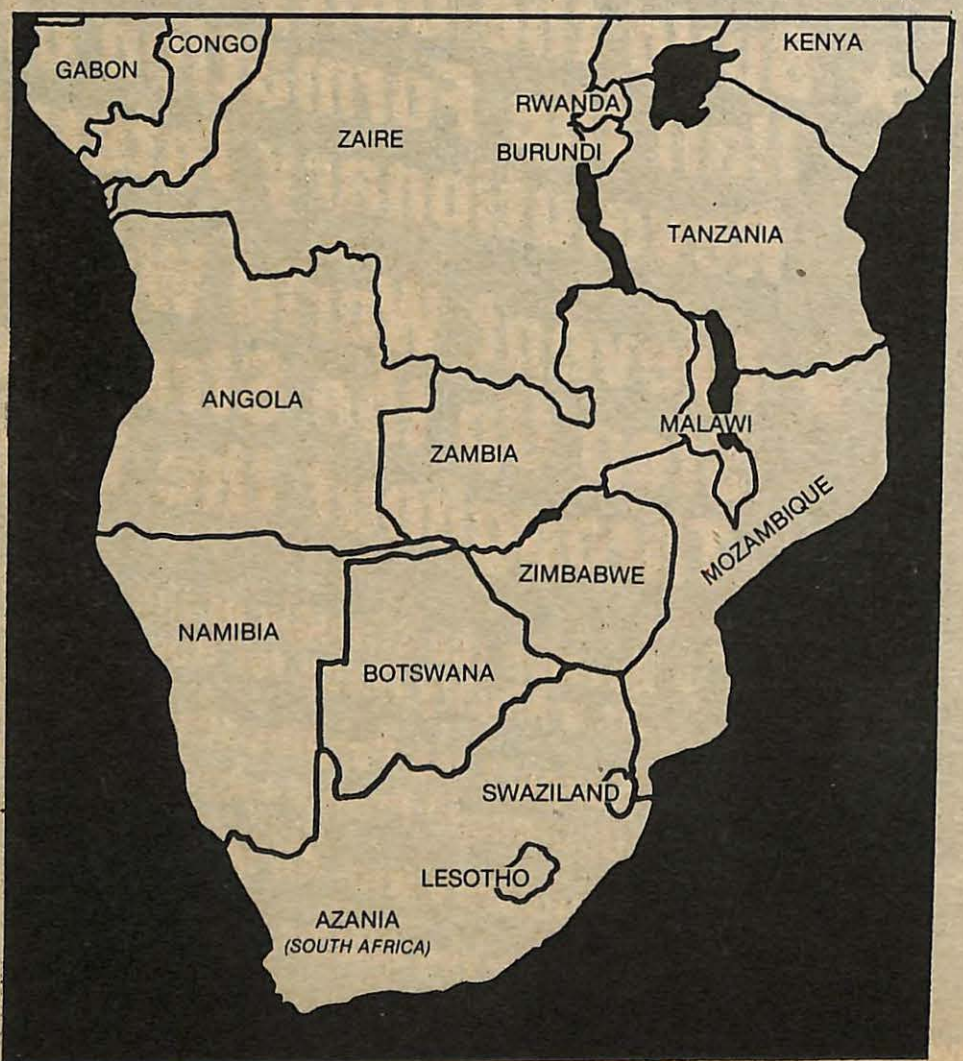 CONGO
KENYA
GABON
RWANDA
ZAIRE
BURUNDI
TANZANIA
ANGOLA
MALAWI
ZAMBIA
MOZAMBIQUE
ZIMBABWE
NAMIBIA
BOTSWANA
SWAZILAND
LESOTHO
AZANIA
(SOUTH AFRICA)